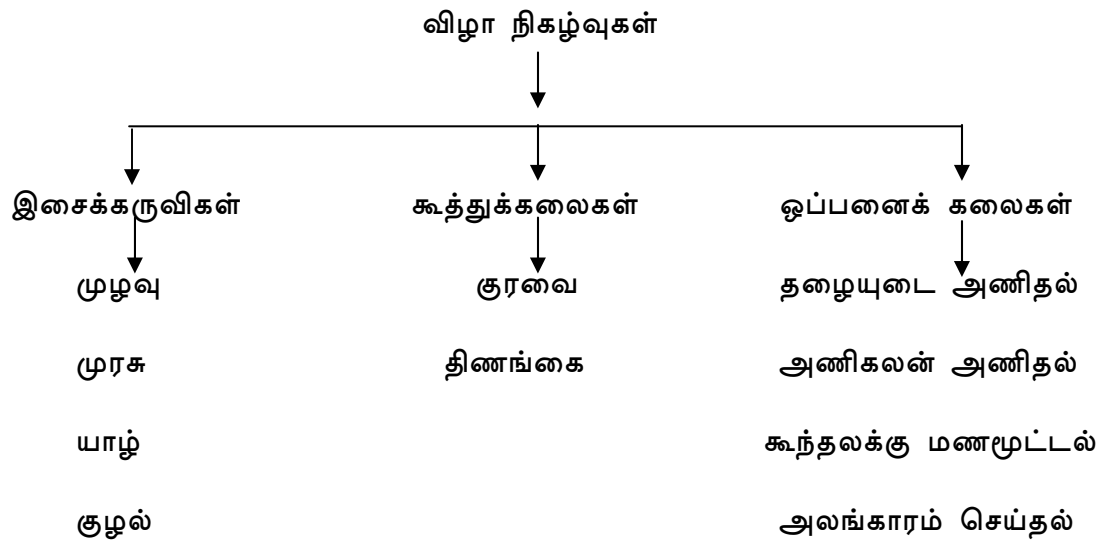 விழா நிகழ்வுகள்
இசைக்கருவிகள் கூத்துக்கலைகள் ஒப்பனைக் கலைகள்
முழவு குரவை தழையுடை அணிதல்
முரசு திணங்கை அணிகலன் அணிதல்
யாழ் கூந்தலக்கு மணமூட்டல்
குழல் அலங்காரம் செய்தல்